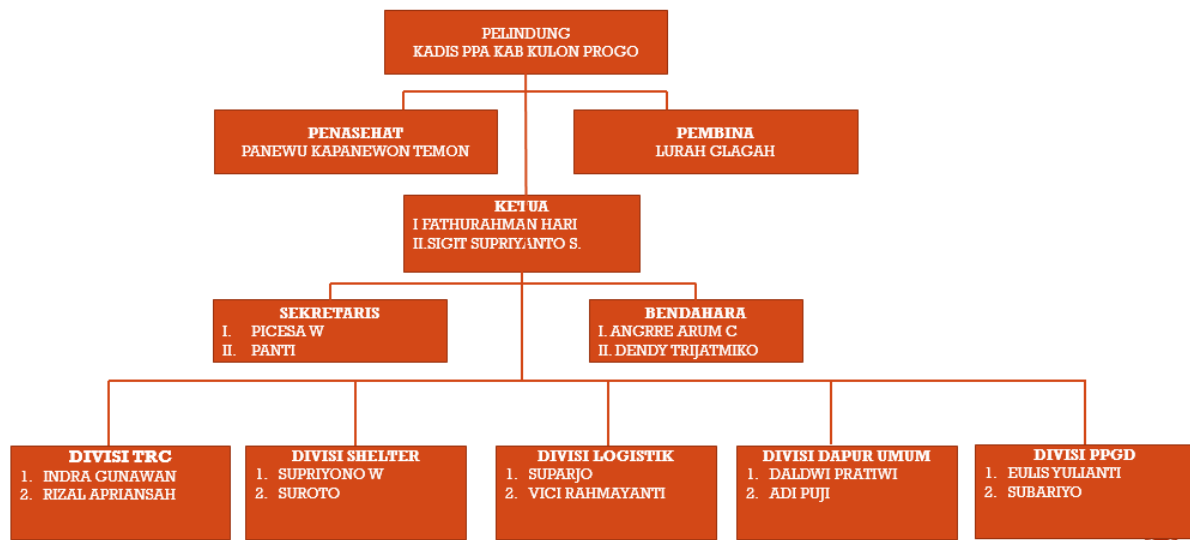 PELINDUNG
KADIS PPA KAB KULON PROGO
PENASEHAT
PANEWU KAPANEWON TEMON
PEMBINA
LURAH GLAGAH
KETUA
I FATHURAHMAN HARI
II.SIGIT SUPRIYANTO S.
SEKRETARIS
I. PICESA W
II. PANTI
BENDAHARA
I. ANGRRE ARUM C
II. DENDY TRIJATMIKO
DIVISI TRC
1. INDRA GUNAWAN
2. RIZAL APRIANSAH
DIVISI SHELTER
1. SUPRIYONO W
2. SUROTO
DIVISI LOGISTIK
1. SUPARJO
2. VICI RAHMAYANTI
DIVISI DAPUR UMUM
1. DALDWI PRATIWI
2. ADI PUJI
DIVISI PPGD
1. EULIS YULIANTI
2. SUBARIYO